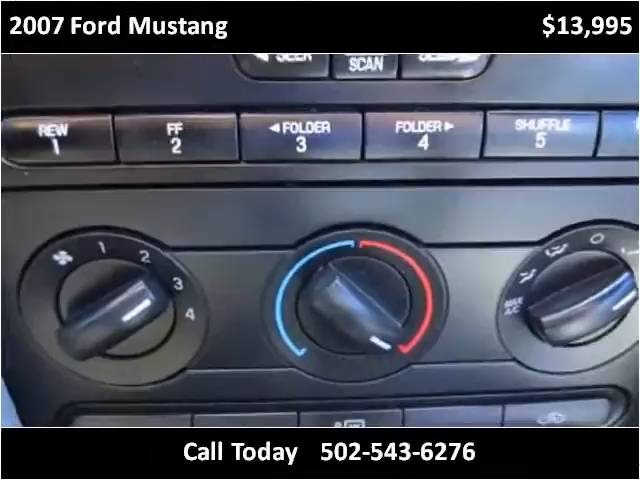 2007 Ford Mustang $13,995
SCAN
REW FF ◄FOLDER FOLDER► SHUFFLE
1 2 3 4 5
1 2 3 4
MAX A/C
Call Today 502-543-6276